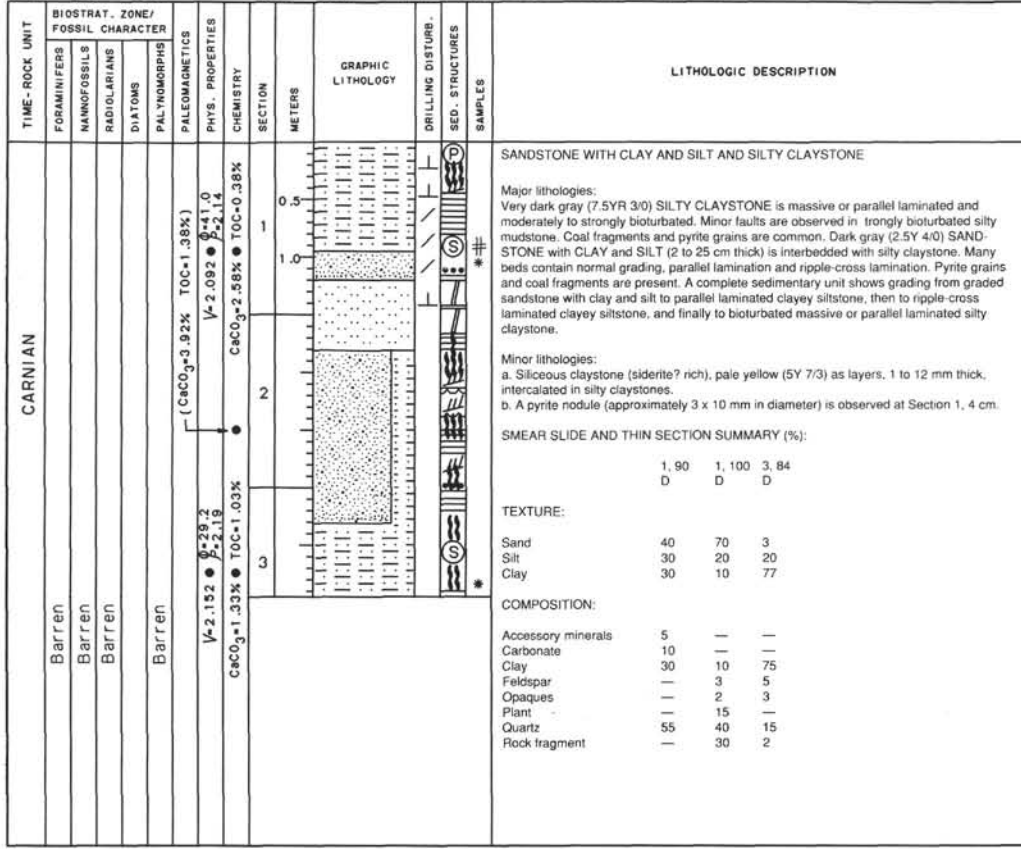 TIME-ROCK UNIT
BIOSTRAT. ZONE/
FOSSIL CHARACTER
FORAMINIFERS
NANNOFOSSILS
RADIOLARIANS
DIATOMS
PALYNOMORPHS
PALEOMAGNETICS
PHYS. PROPERTIES
CHEMISTRY
SECTION
METERS
GRAPHIC
LITHOLOGY
DRILLING DISTURB.
SED. STRUCTURES
SAMPLES
LITHOLOGIC DESCRIPTION
CARNIAN
Barren
Barren
Barren
Barren
(CaCO₃=3.92% TOC=1.38%)
V=2.092 ● Φ=41.0
P=2.14
CaCO₃=2.58% ● TOC=0.38%
V=2.152 ● Φ=29.2
P=2.19
CaCO₃=1.33% ● TOC=1.03%
1
2
3
0.5
1.0
P
S
S
#
*
*
SANDSTONE WITH CLAY AND SILT AND SILTY CLAYSTONE
Major lithologies:
Very dark gray (7.5YR 3/0) SILTY CLAYSTONE is massive or parallel laminated and
moderately to strongly bioturbated. Minor faults are observed in trongly bioturbated silty
mudstone. Coal fragments and pyrite grains are common. Dark gray (2.5Y 4/0) SAND-
STONE with CLAY and SILT (2 to 25 cm thick) is interbedded with silty claystone. Many
beds contain normal grading, parallel lamination and ripple-cross lamination. Pyrite grains
and coal fragments are present. A complete sedimentary unit shows grading from graded
sandstone with clay and silt to parallel laminated clayey siltstone, then to ripple-cross
laminated clayey siltstone, and finally to bioturbated massive or parallel laminated silty
claystone.
Minor lithologies:
a. Siliceous claystone (siderite? rich), pale yellow (5Y 7/3) as layers, 1 to 12 mm thick,
intercalated in silty claystones.
b. A pyrite nodule (approximately 3 x 10 mm in diameter) is observed at Section 1, 4 cm.
SMEAR SLIDE AND THIN SECTION SUMMARY (%):
1, 90 1, 100 3, 84
D D D
TEXTURE:
Sand 40 70 3
Silt 30 20 20
Clay 30 10 77
COMPOSITION:
Accessory minerals 5 — —
Carbonate 10 — —
Clay 30 10 75
Feldspar — 3 5
Opaques — 2 3
Plant — 15 —
Quartz 55 40 15
Rock fragment — 30 2